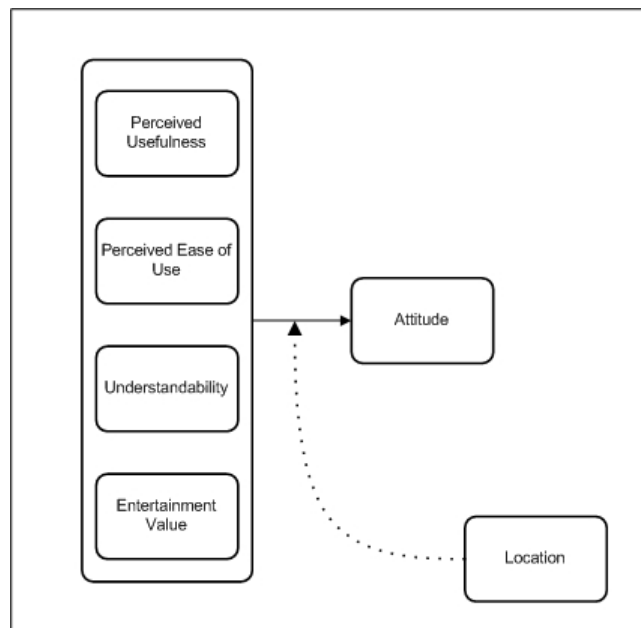 Perceived
Usefulness
Perceived Ease of
Use
Understandability
Entertainment
Value
Attitude
Location